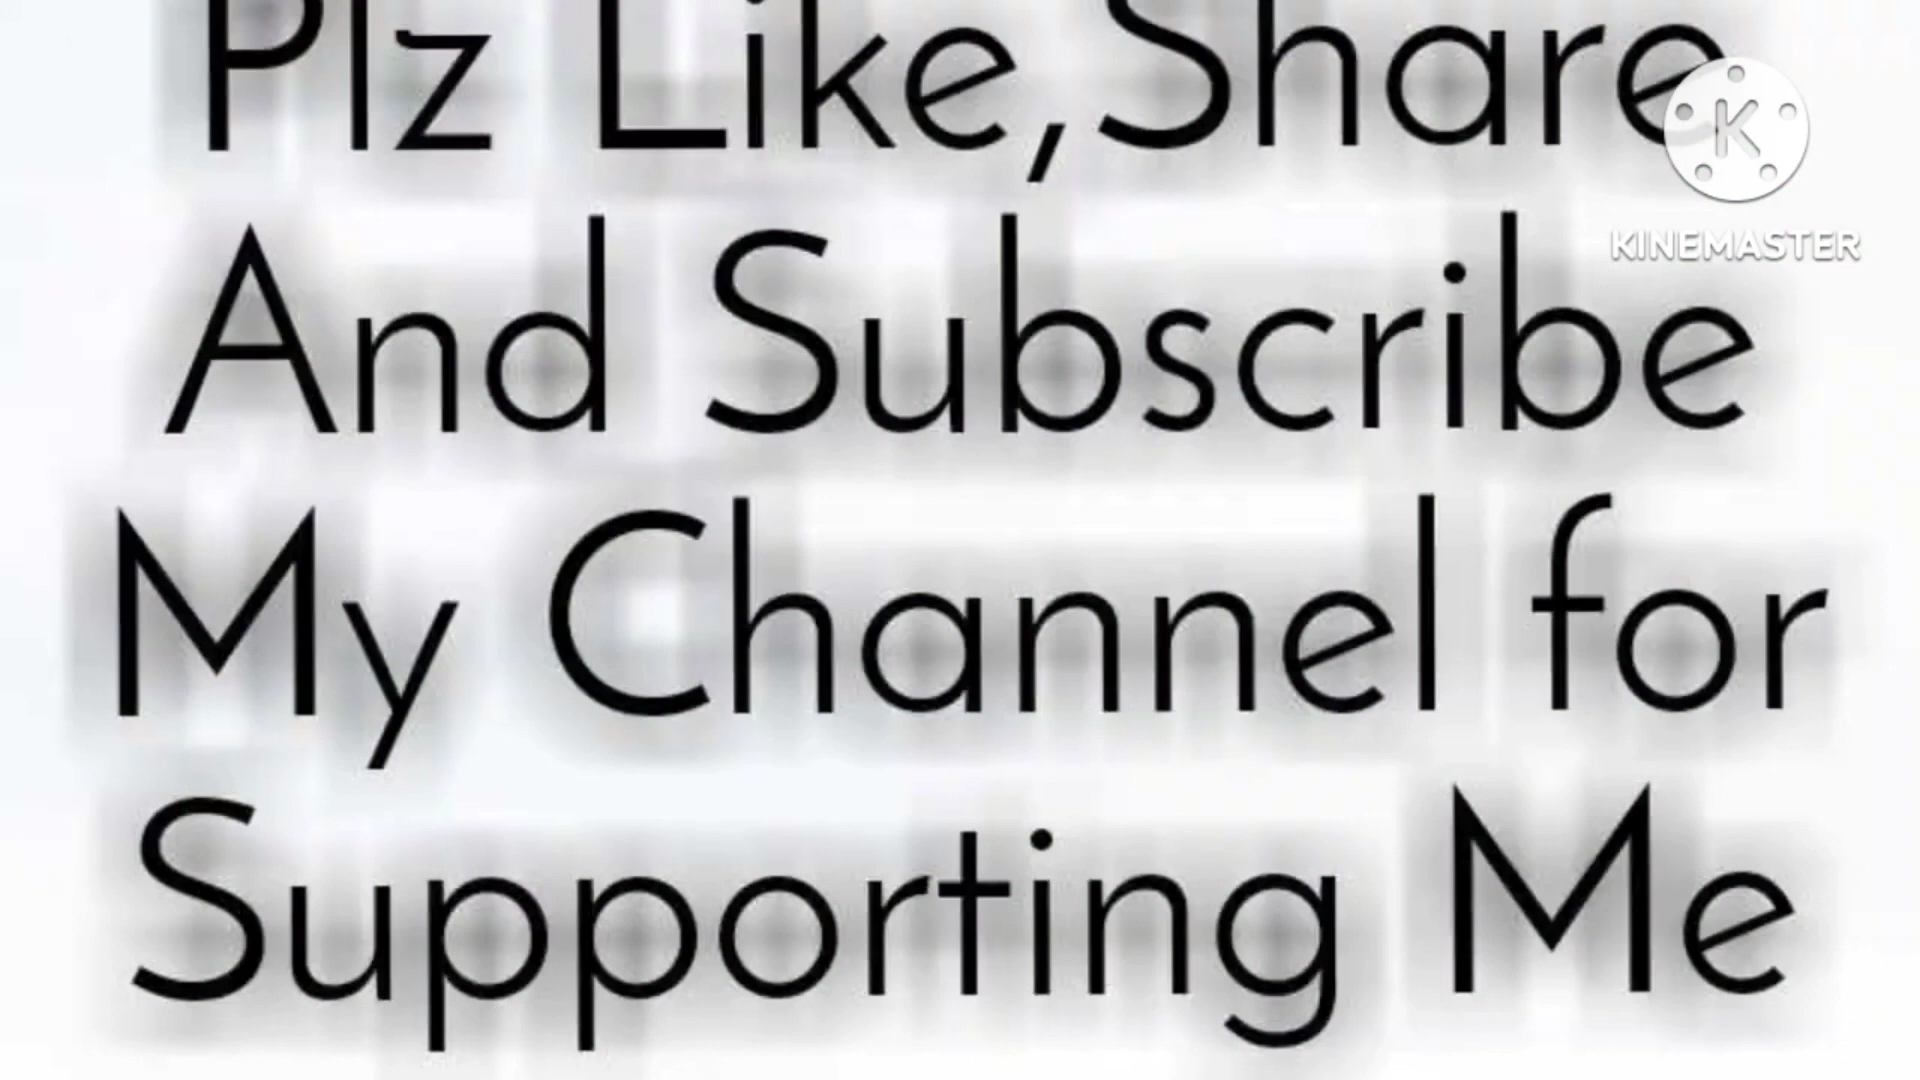 Plz Like,Share
K
KINEMASTER
And Subscribe
My Channel for
Supporting Me